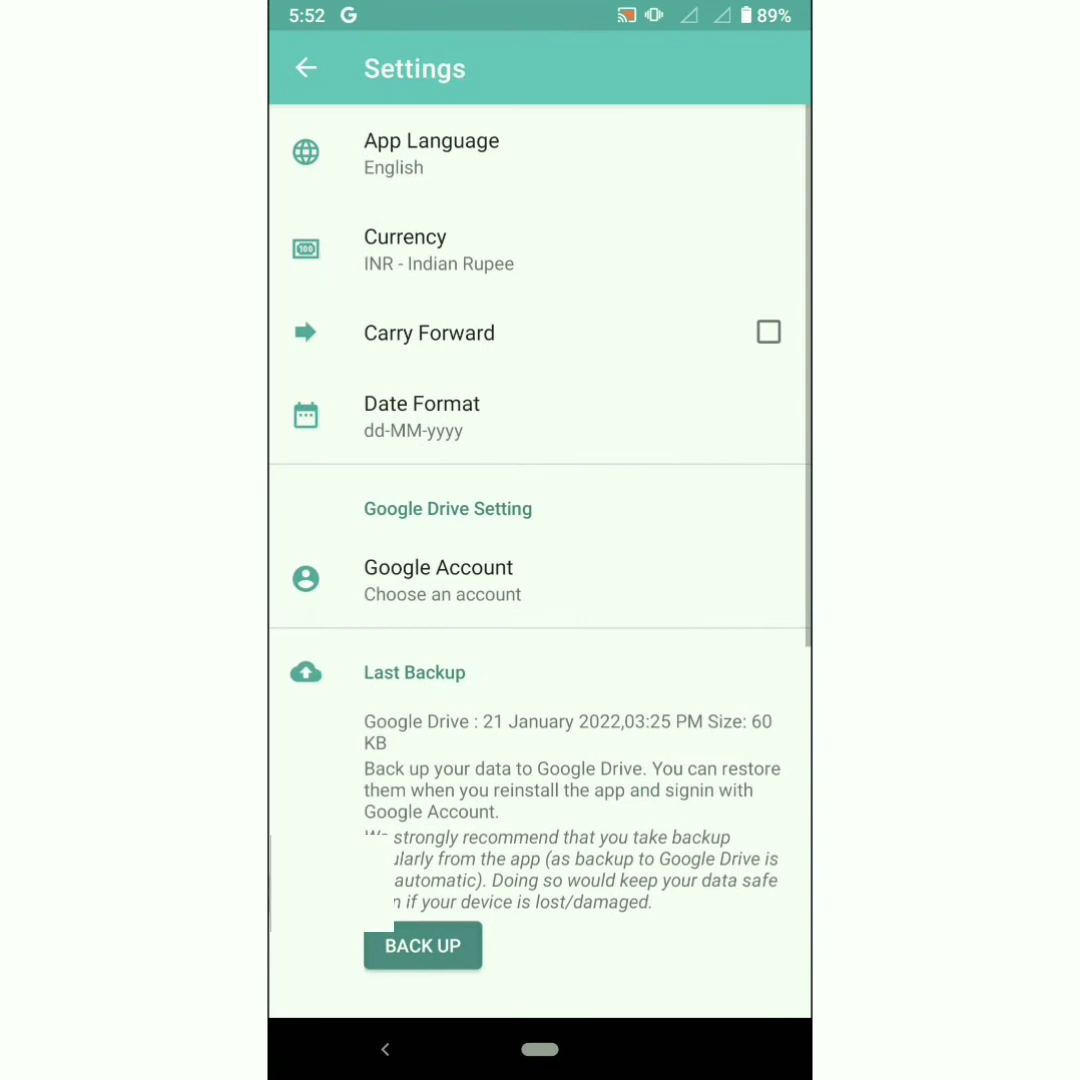 5:52 G 89%
Settings
App Language
English
100
Currency
INR - Indian Rupee
Carry Forward
Date Format
dd-MM-yyyy
Google Drive Setting
Google Account
Choose an account
Last Backup
Google Drive : 21 January 2022,03:25 PM Size: 60
KB
Back up your data to Google Drive. You can restore
them when you reinstall the app and signin with
Google Account.
strongly recommend that you take backup
from the app (as backup to Google Drive is
automatic). Doing so would keep your data safe
if your device is lost/damaged.
BACK UP